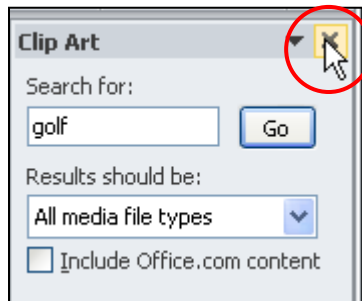 Clip Art
Search for:
golf
Go
Results should be:
All media file types
Include Office.com content